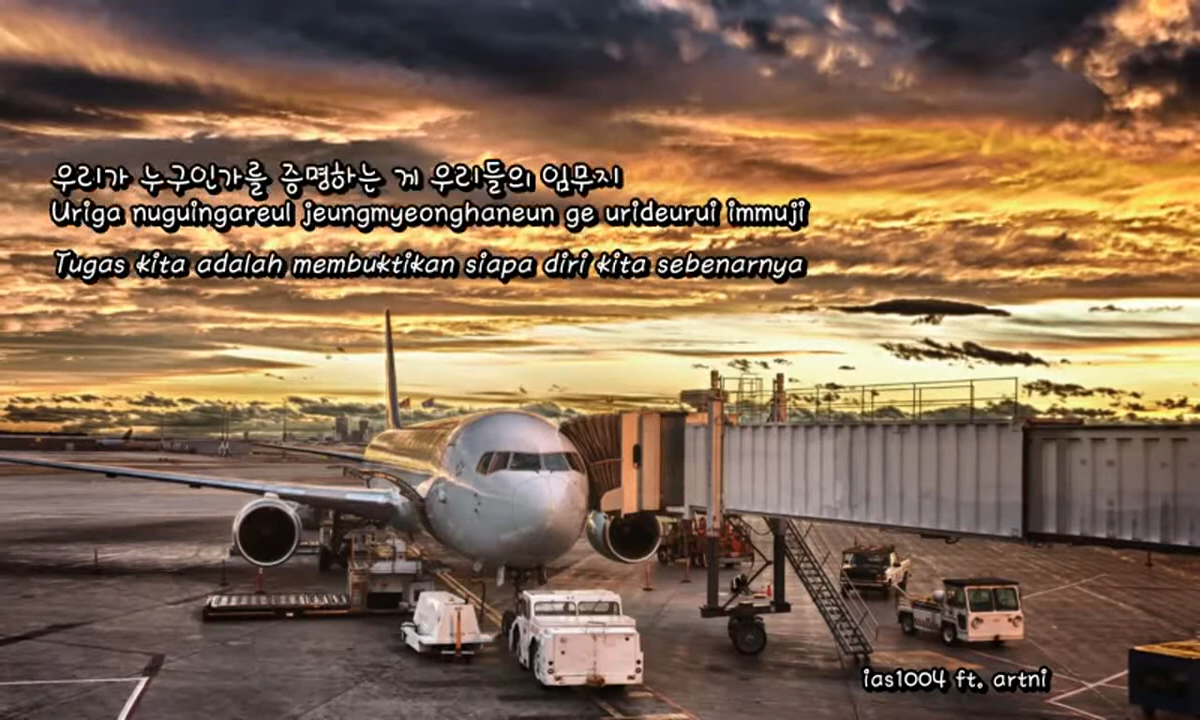 우리가 누구인가를 증명하는 게 우리들의 임무지
Uriga nuguingareul jeungmyeonghaneun ge urideurui immuji
Tugas kita adalah membuktikan siapa diri kita sebenarnya
ias1004 ft. artni